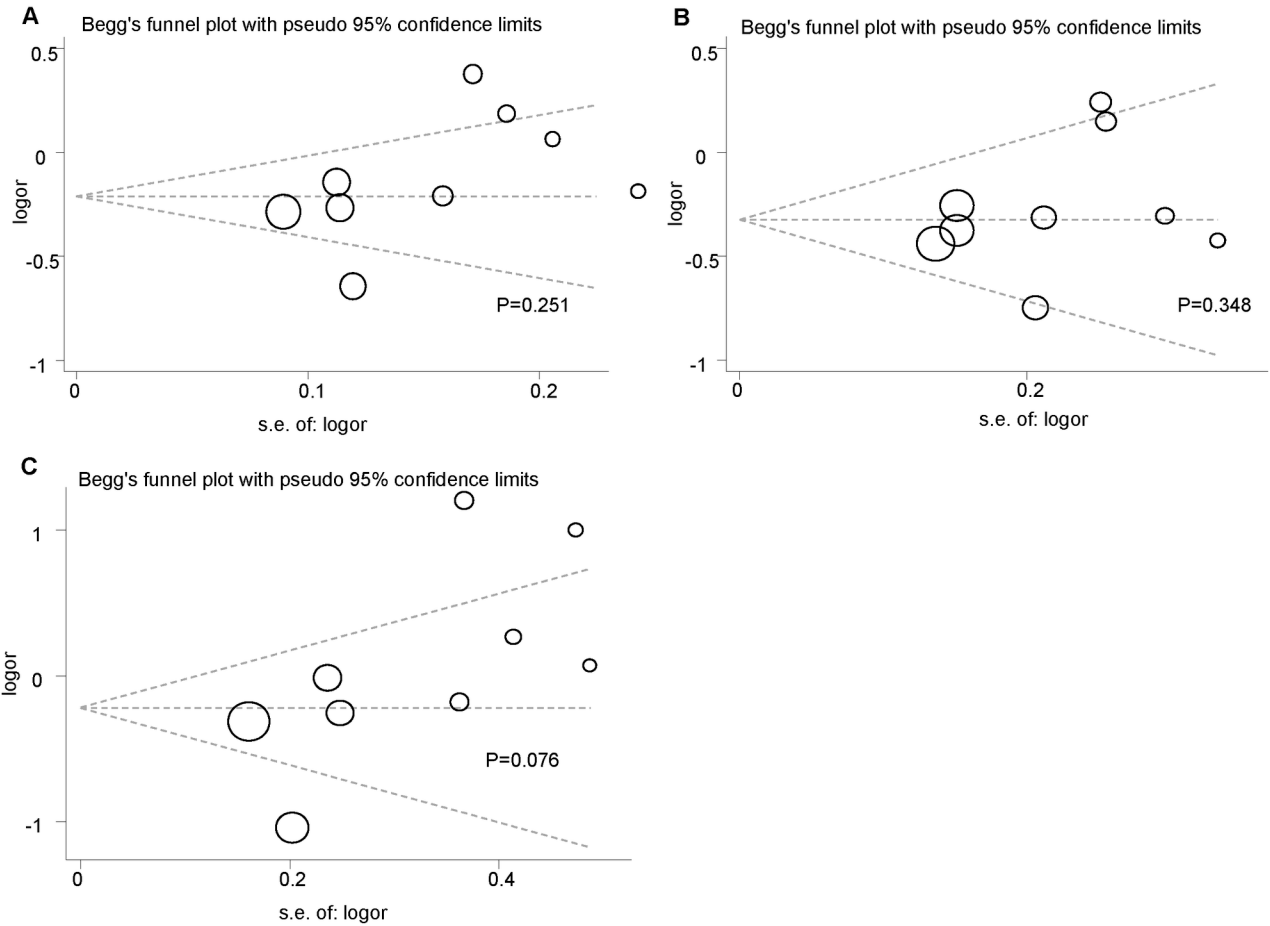 A
Begg's funnel plot with pseudo 95% confidence limits
0.5
0
-0.5
-1
logor
P=0.251
0
0.1
0.2
s.e. of: logor
B
Begg's funnel plot with pseudo 95% confidence limits
0.5
0
-0.5
-1
logor
P=0.348
0
0.2
s.e. of: logor
C
Begg's funnel plot with pseudo 95% confidence limits
1
0
-1
logor
P=0.076
0
0.2
0.4
s.e. of: logor